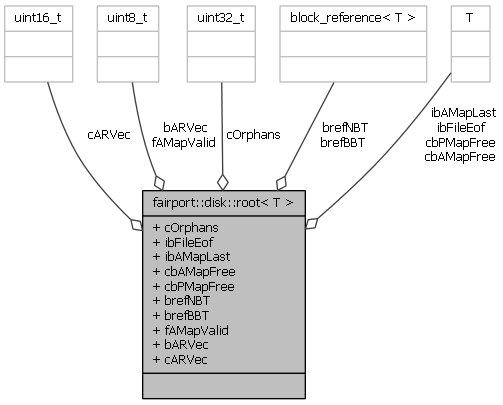 uint16_t
uint8_t
uint32_t
block_reference< T >
T
cARVec
bARVec
fAMapValid
cOrphans
brefNBT
brefBBT
ibAMapLast
ibFileEof
cbPMapFree
cbAMapFree
fairport::disk::root< T >
+ cOrphans
+ ibFileEof
+ ibAMapLast
+ cbAMapFree
+ cbPMapFree
+ brefNBT
+ brefBBT
+ fAMapValid
+ bARVec
+ cARVec